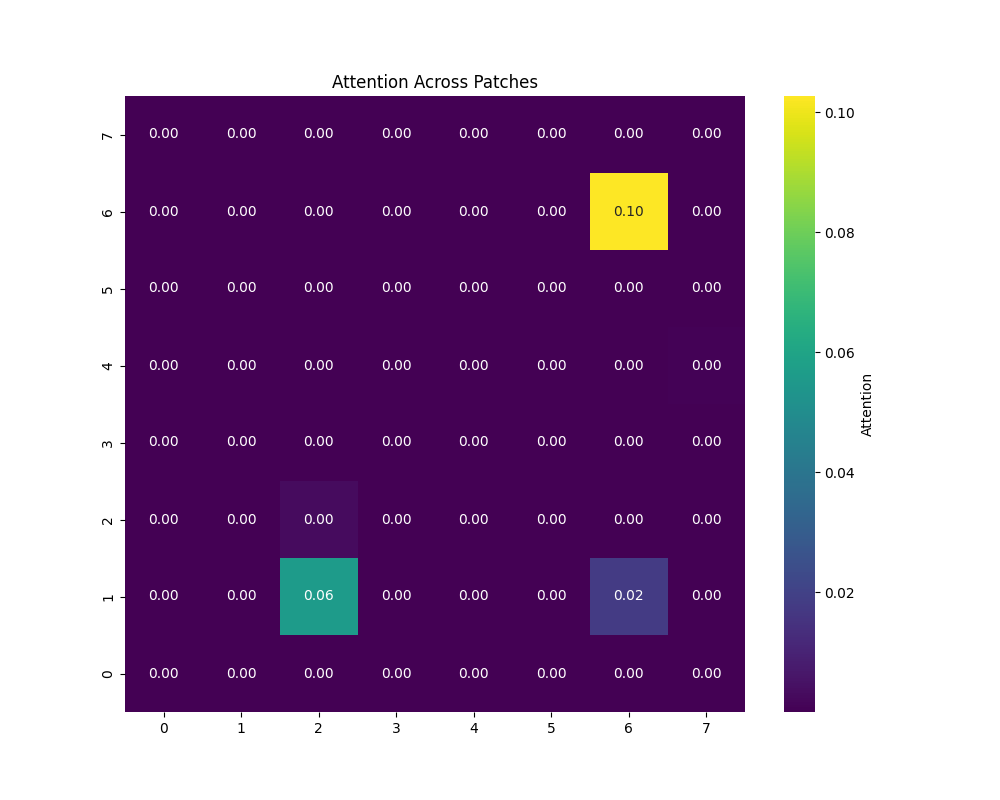 Attention Across Patches
7 0.00 0.00 0.00 0.00 0.00 0.00 0.00 0.00
6 0.00 0.00 0.00 0.00 0.00 0.00 0.10 0.00
5 0.00 0.00 0.00 0.00 0.00 0.00 0.00 0.00
4 0.00 0.00 0.00 0.00 0.00 0.00 0.00 0.00
3 0.00 0.00 0.00 0.00 0.00 0.00 0.00 0.00
2 0.00 0.00 0.00 0.00 0.00 0.00 0.00 0.00
1 0.00 0.00 0.06 0.00 0.00 0.00 0.02 0.00
0 0.00 0.00 0.00 0.00 0.00 0.00 0.00 0.00
0 1 2 3 4 5 6 7
0.10
0.08
0.06
0.04
0.02
Attention